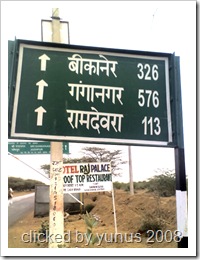 ↑ बीकानेर 326
↑ गंगानगर 576
↑ रामदेवरा 113
HOTEL RAJ PALACE
ROOF TOP RESTAURANT
clicked by yunus 2008